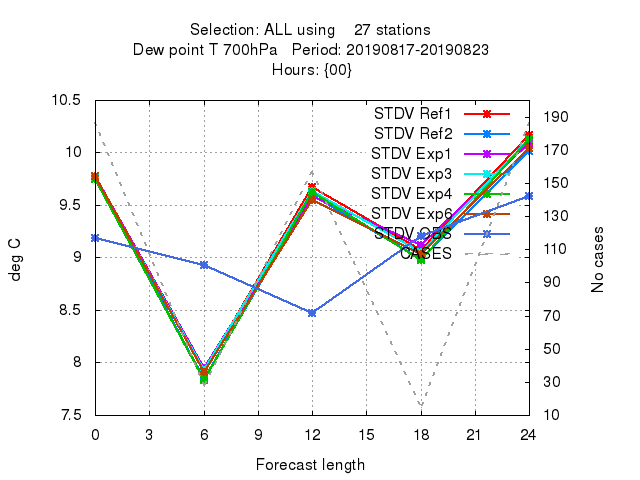 Selection: ALL using 27 stations
Dew point T 700hPa Period: 20190817-20190823
Hours: {00}
STDV Ref1
STDV Ref2
STDV Exp1
STDV Exp3
STDV Exp4
STDV Exp6
STDV OBS
CASES
10.5
10
9.5
9
8.5
8
7.5
deg C
190
170
150
130
110
90
70
50
30
10
No cases
0 3 6 9 12 15 18 21 24
Forecast length